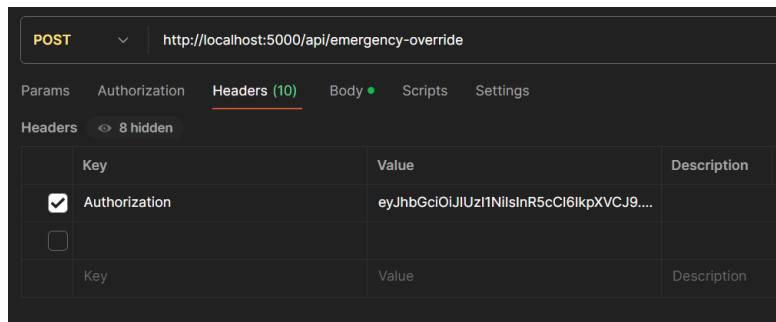 POST http://localhost:5000/api/emergency-override
Params Authorization Headers (10) Body Scripts Settings
Headers 8 hidden
Key Value Description
Authorization eyJhbGciOiJIUzI1NiIsInR5cCI6IkpXVCJ9....
Key Value Description